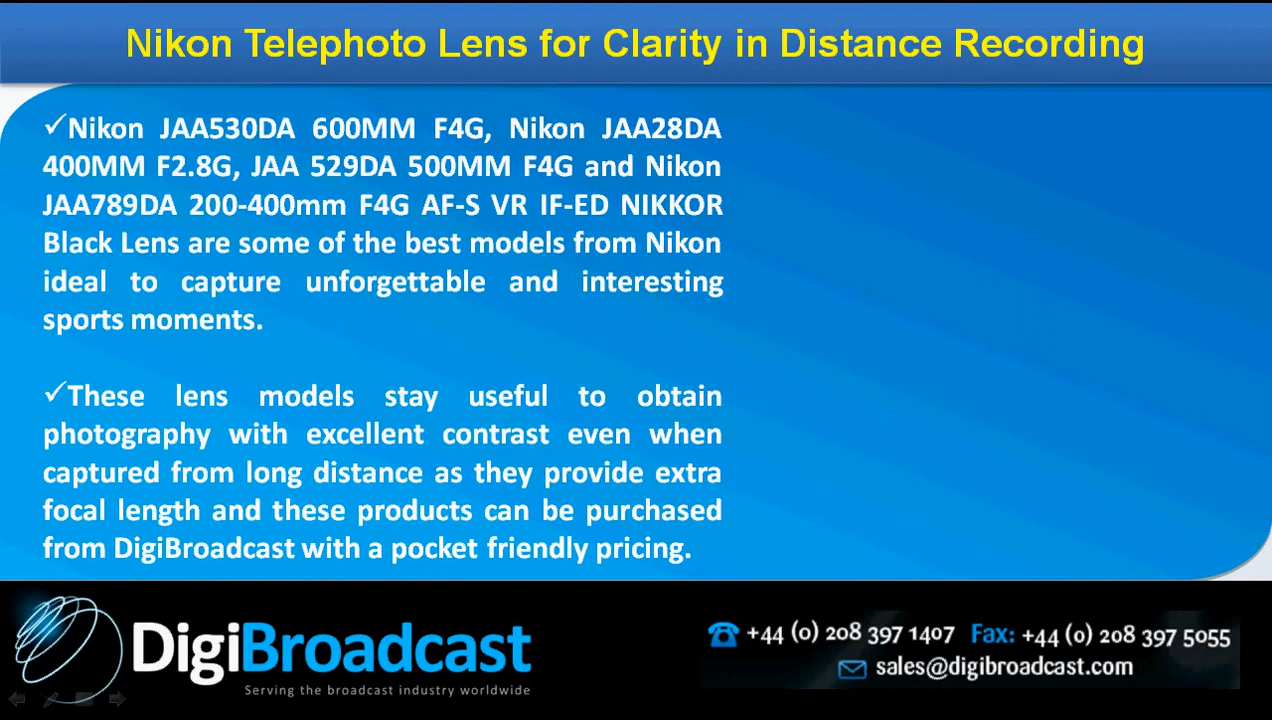 Nikon Telephoto Lens for Clarity in Distance Recording
✓Nikon JAA530DA 600MM F4G, Nikon JAA28DA
400MM F2.8G, JAA 529DA 500MM F4G and Nikon
JAA789DA 200-400mm F4G AF-S VR IF-ED NIKKOR
Black Lens are some of the best models from Nikon
ideal to capture unforgettable and interesting
sports moments.
✓These lens models stay useful to obtain
photography with excellent contrast even when
captured from long distance as they provide extra
focal length and these products can be purchased
from DigiBroadcast with a pocket friendly pricing.
DigiBroadcast
Serving the broadcast industry worldwide
+44 (0) 208 397 1407 Fax: +44 (0) 208 397 5055
sales@digibroadcast.com